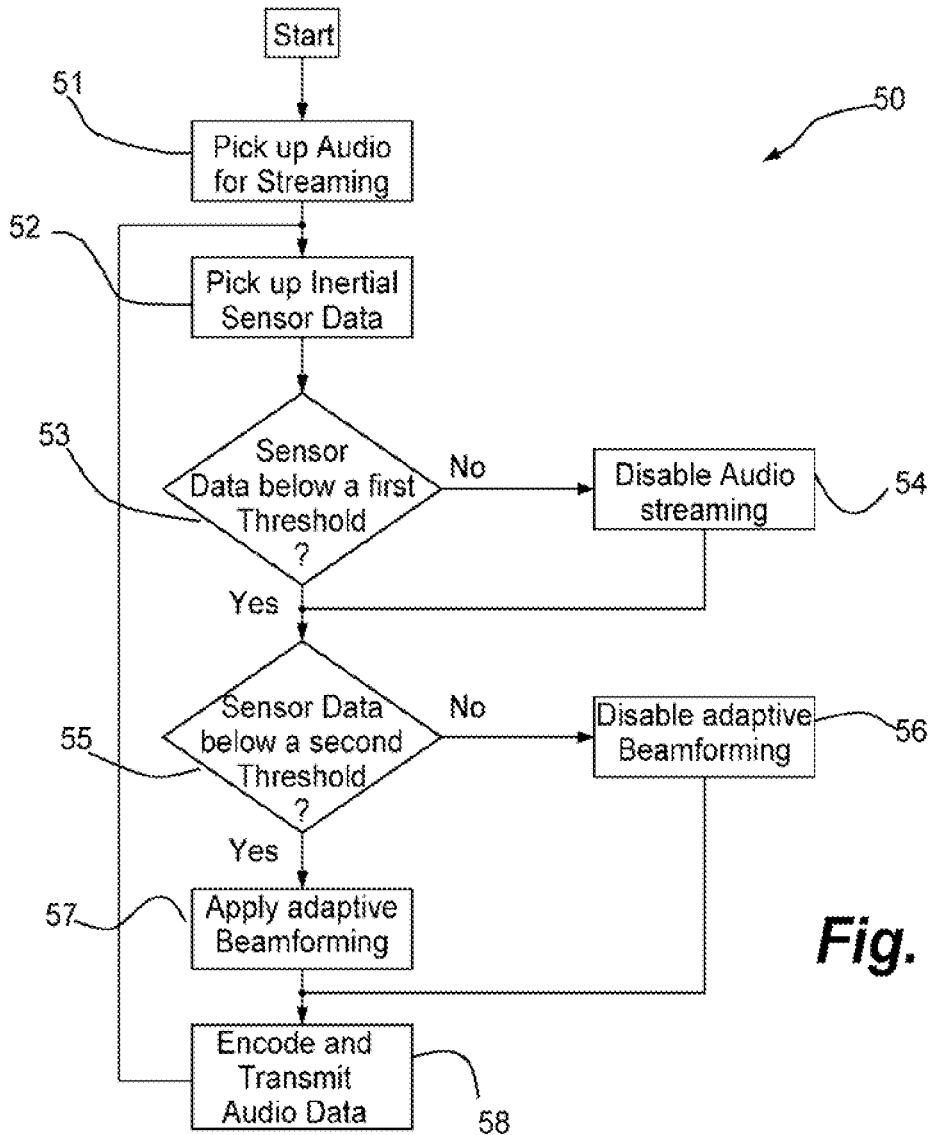 Start
51
50
Pick up Audio
for Streaming
52
Pick up Inertial
Sensor Data
53
Sensor
Data below a first
Threshold
?
No
Disable Audio
streaming
54
Yes
55
Sensor Data
below a second
Threshold
?
No
Disable adaptive
Beamforming
56
Yes
57
Apply adaptive
Beamforming
Fig.
Encode and
Transmit
Audio Data
58